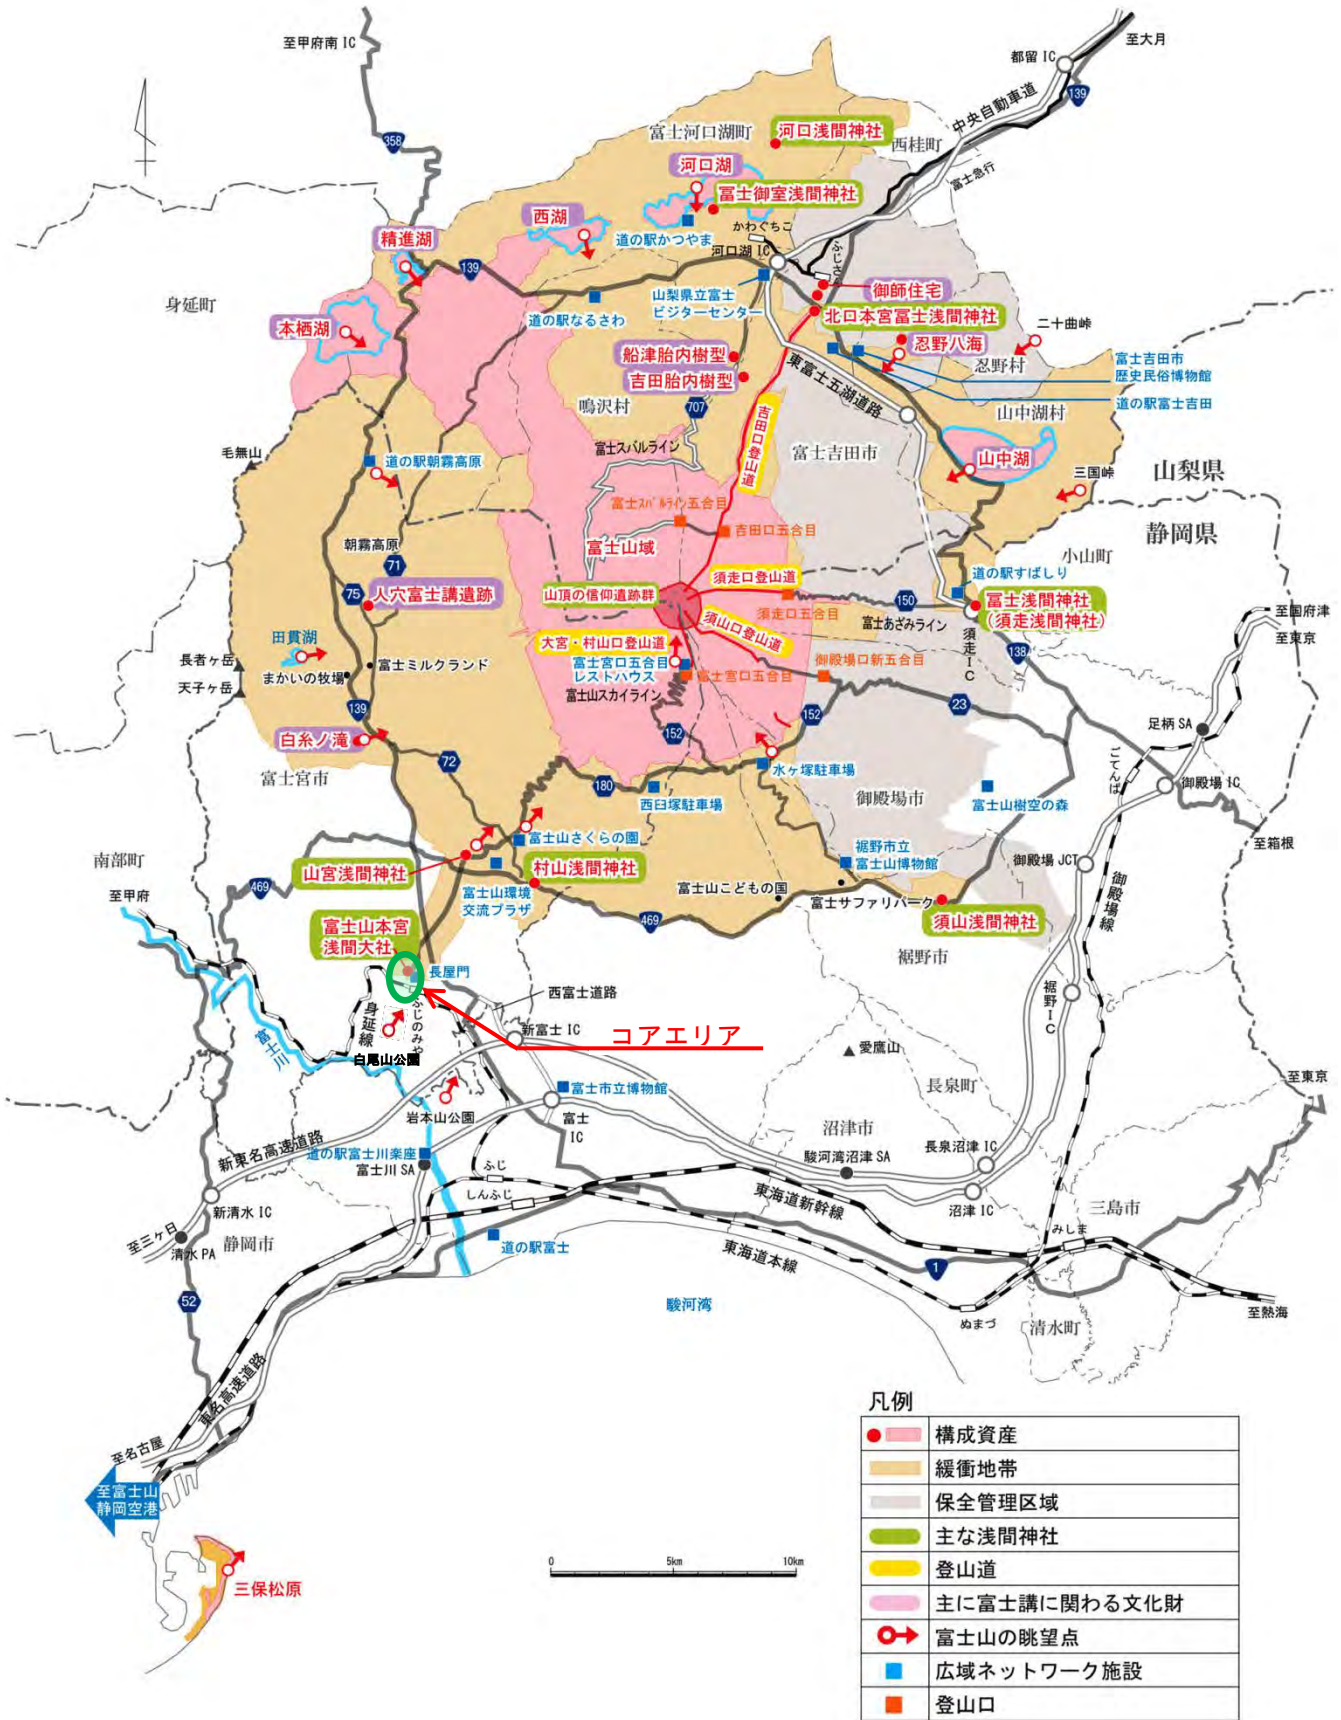 至甲府南 IC
至大月
都留 IC
中央自動車道
139
358
富士河口湖町
河口浅間神社
西桂町
富士急行
河口湖
冨士御室浅間神社
西湖
道の駅かつやま
かわぐちこ
精進湖
河口湖 IC
ふじさん
139
身延町
山梨県立富士
ビジターセンター
御師住宅
道の駅なるさわ
北口本宮冨士浅間神社
二十曲峠
本栖湖
忍野八海
船津胎内樹型
忍野村
富士吉田市
歴史民俗博物館
東富士五湖道路
吉田胎内樹型
道の駅富士吉田
鳴沢村
707
山中湖村
吉田口登山道
富士スバルライン
富士吉田市
毛無山
道の駅朝霧高原
山中湖
三国峠
山梨県
静岡県
富士スバルライン五合目
吉田口五合目
富士山域
小山町
朝霧高原
71
須走口登山道
道の駅すばしり
75
人穴富士講遺跡
山頂の信仰遺跡群
150
冨士浅間神社
(須走浅間神社)
須走口五合目
富士あざみライン
至国府津
至東京
須山口登山道
田貫湖
大宮・村山口登山道
須走IC
138
長者ヶ岳
富士ミルクランド
富士宮口五合目
レストハウス
御殿場口新五合目
まかいの牧場
富士宮口五合目
天子ヶ岳
富士山スカイライン
139
152
23
152
足柄 SA
白糸ノ滝
72
ごてんば
水ヶ塚駐車場
富士宮市
180
御殿場 IC
西臼塚駐車場
御殿場市
富士山樹空の森
富士山さくらの園
裾野市立
富士山博物館
至箱根
南部町
御殿場 JCT
山宮浅間神社
村山浅間神社
至甲府
469
富士山環境
交流プラザ
富士山こどもの国
御殿場線
富士サファリパーク
富士山本宮
浅間大社
469
須山浅間神社
裾野市
長屋門
西富士道路
裾野IC
身延線
ふじのみや
新富士 IC
コアエリア
富士川
白尾山公園
愛鷹山
至東京
長泉町
富士市立博物館
岩本山公園
富士
IC
沼津市
新東名高速道路
道の駅富士川楽座
長泉沼津 IC
富士川 SA
駿河湾沼津 SA
ふじ
しんふじ
東海道新幹線
沼津 IC
新清水 IC
三島市
至三ケ日
静岡市
清水 PA
みしま
道の駅富士
東海道本線
1
52
駿河湾
至熱海
ぬまづ
清水町
東名高速道路
凡例
構成資産
至名古屋
緩衝地帯
至富士山
静岡空港
保全管理区域
主な浅間神社
0 5km 10km
登山道
三保松原
主に富士講に関わる文化財
富士山の眺望点
広域ネットワーク施設
登山口